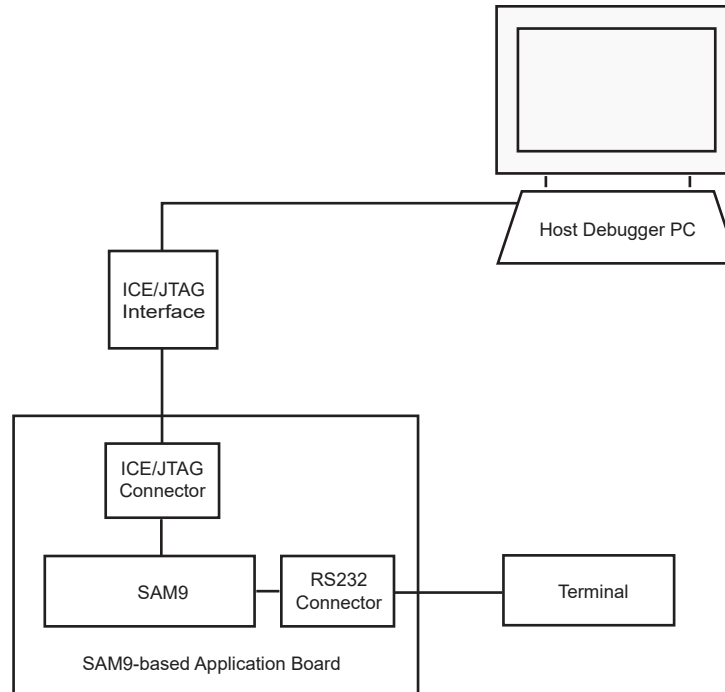 Host Debugger PC
ICE/JTAG
Interface
ICE/JTAG
Connector
SAM9
RS232
Connector
Terminal
SAM9-based Application Board